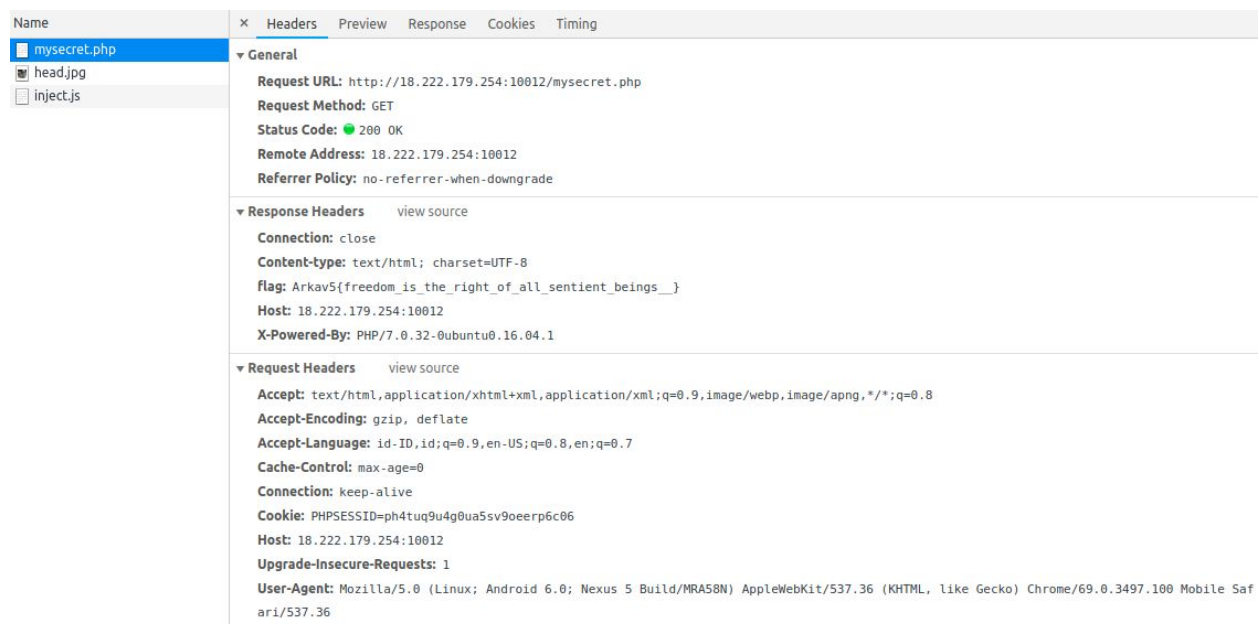 Name
× Headers Preview Response Cookies Timing
mysecret.php
head.jpg
inject.js
▼ General
Request URL: http://18.222.179.254:10012/mysecret.php
Request Method: GET
Status Code: 200 OK
Remote Address: 18.222.179.254:10012
Referrer Policy: no-referrer-when-downgrade
▼ Response Headers view source
Connection: close
Content-type: text/html; charset=UTF-8
flag: Arkav5{freedom_is_the_right_of_all_sentient_beings__}
Host: 18.222.179.254:10012
X-Powered-By: PHP/7.0.32-0ubuntu0.16.04.1
▼ Request Headers view source
Accept: text/html,application/xhtml+xml,application/xml;q=0.9,image/webp,image/apng,*/*;q=0.8
Accept-Encoding: gzip, deflate
Accept-Language: id-ID,id;q=0.9,en-US;q=0.8,en;q=0.7
Cache-Control: max-age=0
Connection: keep-alive
Cookie: PHPSESSID=ph4tuq9u4g0ua5sv9oeerp6c06
Host: 18.222.179.254:10012
Upgrade-Insecure-Requests: 1
User-Agent: Mozilla/5.0 (Linux; Android 6.0; Nexus 5 Build/MRA58N) AppleWebKit/537.36 (KHTML, like Gecko) Chrome/69.0.3497.100 Mobile Saf
ari/537.36